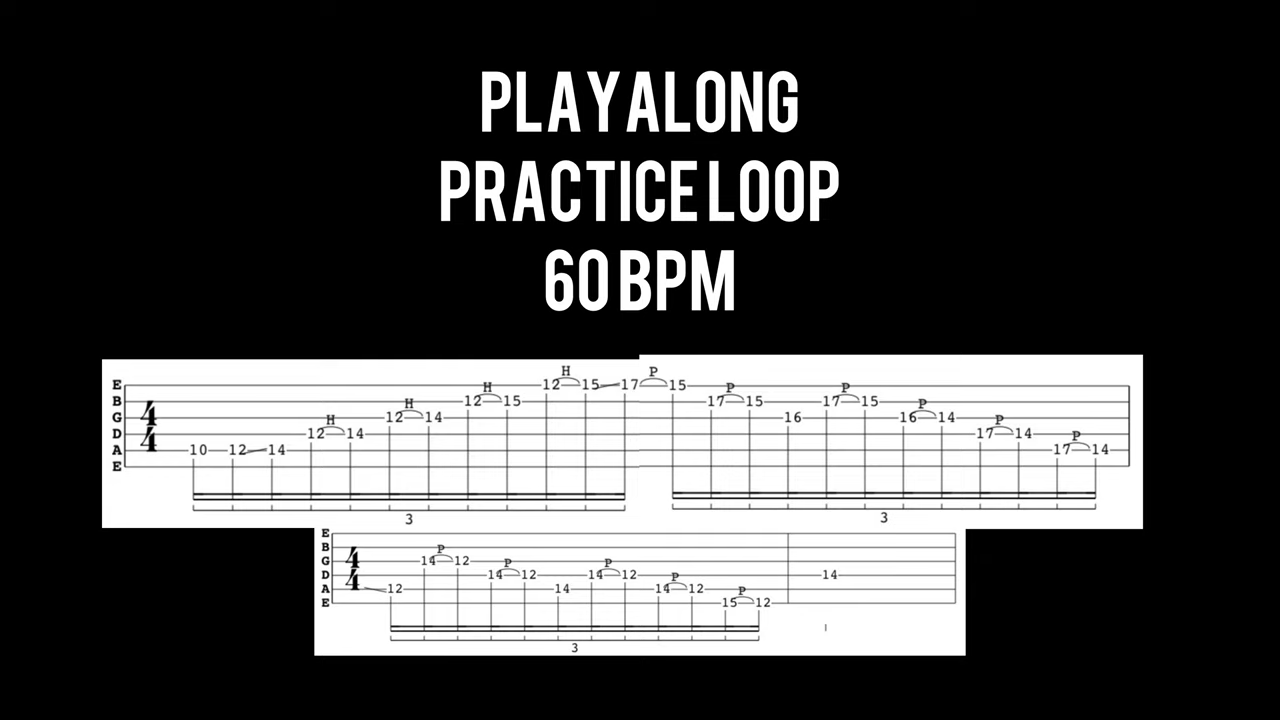 PLAYALONG
PRACTICE LOOP
60 BPM
H P
E 12 15 17 15
H P P
B 12 15 17 15 17 15
H P
G 4 12 14 16 16 14
H P
D 4 12 14 17 14
P
A 10 12 14 17 14
E
3 3
E
B
P
G 4 14 12
P P
D 4 14 12 14 12 14
P
A 12 14 14 12
P
E 15 12
3